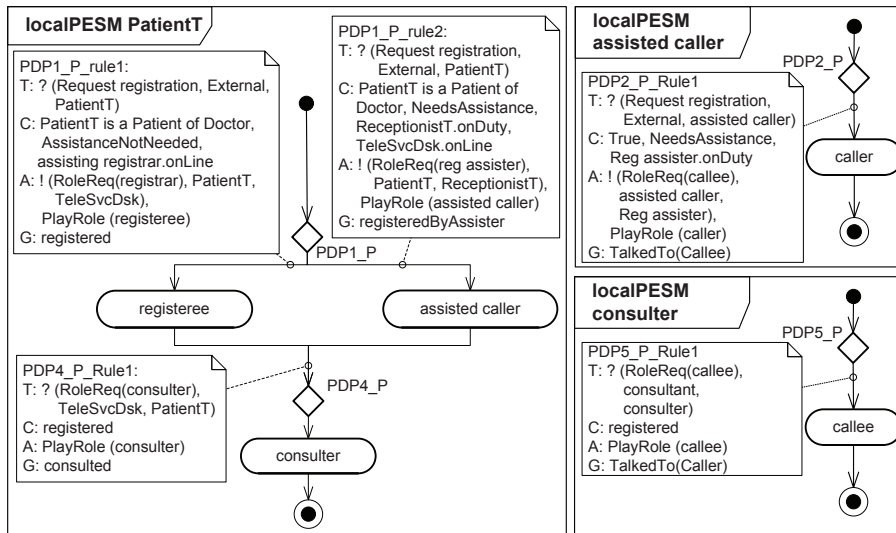 localPESM PatientT
PDP1_P_rule1:
T: ? (Request registration, External,
PatientT)
C: PatientT is a Patient of Doctor,
AssistanceNotNeeded,
assisting registrar.onLine
A: ! (RoleReq(registrar), PatientT,
TeleSvcDsk),
PlayRole (registeree)
G: registered
PDP1_P_rule2:
T: ? (Request registration,
External, PatientT)
C: PatientT is a Patient of
Doctor, NeedsAssistance,
ReceptionistT.onDuty,
TeleSvcDsk.onLine
A: ! (RoleReq(reg assister),
PatientT, ReceptionistT),
PlayRole (assisted caller)
G: registeredByAssister
PDP1_P
registeree
assisted caller
PDP4_P_Rule1:
T: ? (RoleReq(consulter),
TeleSvcDsk, PatientT)
C: registered
A: PlayRole (consulter)
G: consulted
PDP4_P
consulter
localPESM
assisted caller
PDP2_P
PDP2_P_Rule1
T: ? (Request registration,
External, assisted caller)
C: True, NeedsAssistance,
Reg assister.onDuty
A: ! (RoleReq(callee),
assisted caller,
Reg assister),
PlayRole (caller)
G: TalkedTo(Callee)
caller
localPESM
consulter
PDP5_P
PDP5_P_Rule1
T: ? (RoleReq(callee),
consultant,
consulter)
C: registered
A: PlayRole (callee)
G: TalkedTo(Caller)
callee